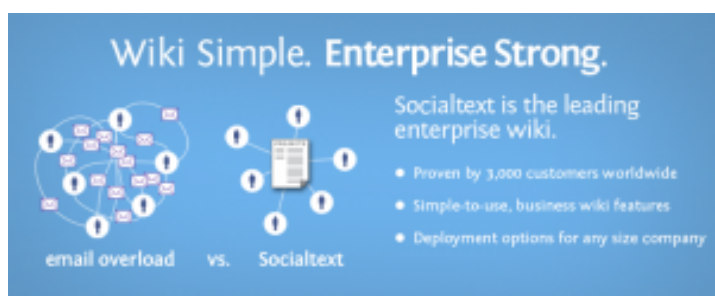 Wiki Simple. Enterprise Strong.
Socialtext is the leading
enterprise wiki.
• Proven by 3,000 customers worldwide
• Simple-to-use, business wiki features
• Deployment options for any size company
email overload vs. Socialtext